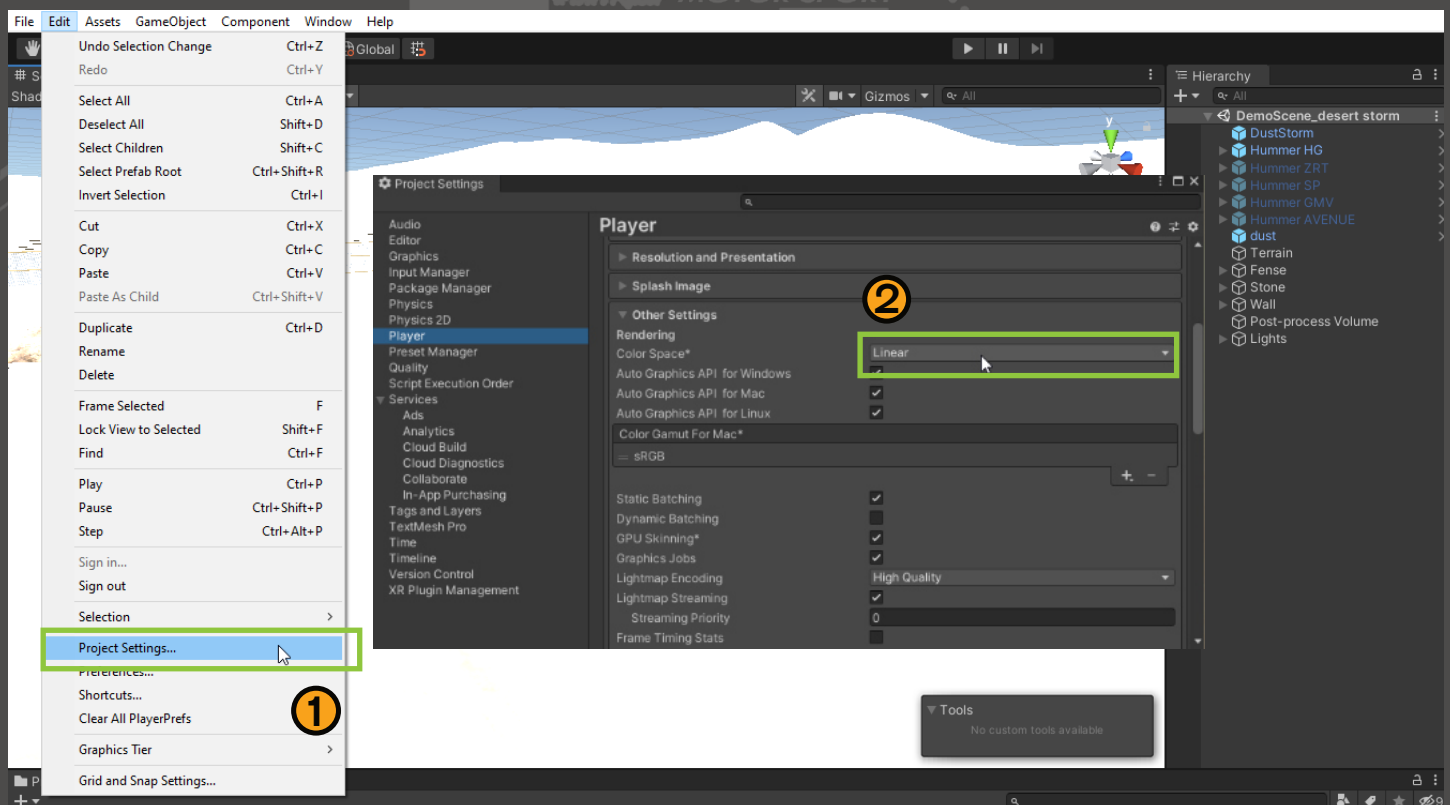 File Edit Assets GameObject Component Window Help
Undo Selection Change Ctrl+Z
Redo Ctrl+Y
Select All Ctrl+A
Deselect All Shift+D
Select Children Shift+C
Select Prefab Root Ctrl+Shift+R
Invert Selection Ctrl+I
Cut Ctrl+X
Copy Ctrl+C
Paste Ctrl+V
Paste As Child Ctrl+Shift+V
Duplicate Ctrl+D
Rename
Delete
Frame Selected F
Lock View to Selected Shift+F
Find Ctrl+F
Play Ctrl+P
Pause Ctrl+Shift+P
Step Ctrl+Alt+P
Sign in...
Sign out
Selection
Project Settings...
Preferences...
Shortcuts...
Clear All PlayerPrefs
Graphics Tier
Grid and Snap Settings...
1
Global
Shad
Gizmos All
y
Project Settings
Audio
Editor
Graphics
Input Manager
Package Manager
Physics
Physics 2D
Player
Preset Manager
Quality
Script Execution Order
Services
Ads
Analytics
Cloud Build
Cloud Diagnostics
Collaborate
In-App Purchasing
Tags and Layers
TextMesh Pro
Time
Timeline
Version Control
XR Plugin Management
Player
Resolution and Presentation
Splash Image
2
Other Settings
Rendering
Color Space* Linear
Auto Graphics API for Windows
Auto Graphics API for Mac
Auto Graphics API for Linux
Color Gamut For Mac*
sRGB
Static Batching
Dynamic Batching
GPU Skinning*
Graphics Jobs
Lightmap Encoding High Quality
Lightmap Streaming
Streaming Priority 0
Frame Timing Stats
Tools
No custom tools available
Hierarchy
All
DemoScene_desert storm
DustStorm
Hummer HG
Hummer ZRT
Hummer SP
Hummer GMV
Hummer AVENUE
dust
Terrain
Fense
Stone
Wall
Post-process Volume
Lights